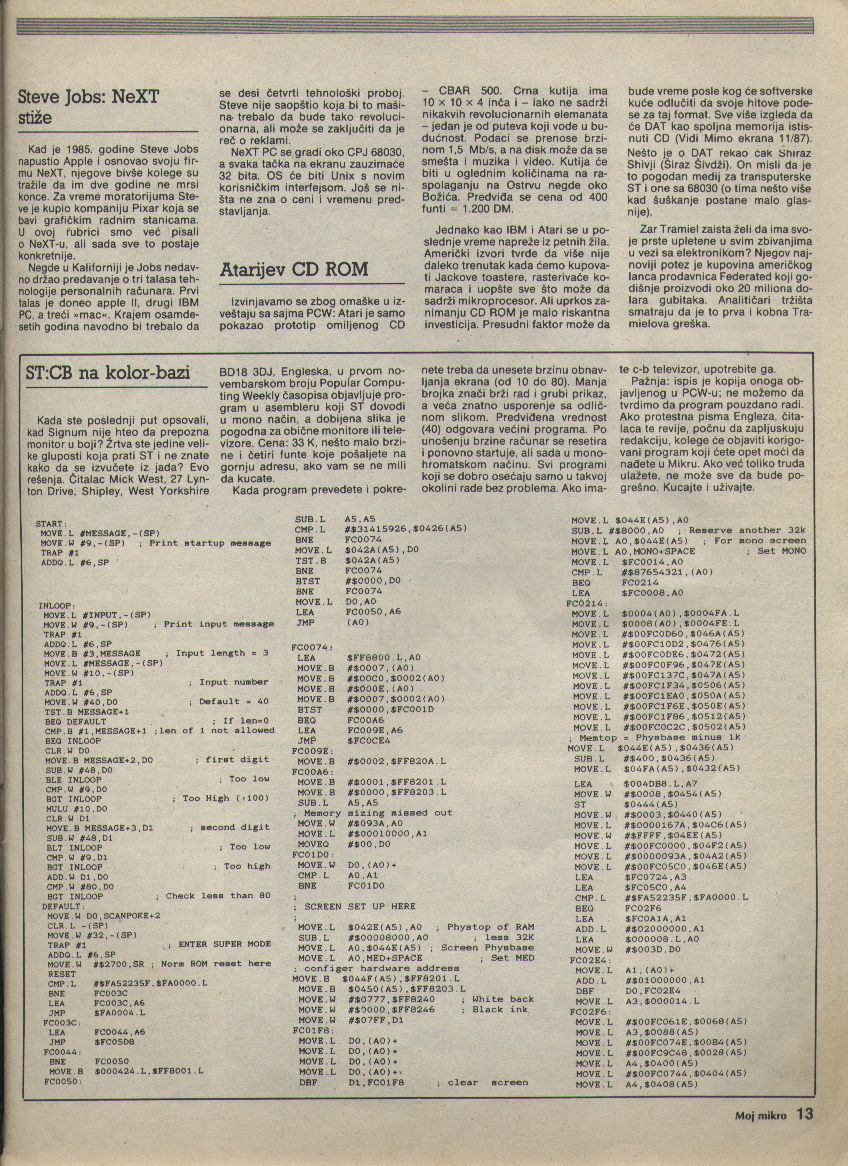 Steve Jobs: NeXT
stiže
Kad je 1985. godine Steve Jobs
napustio Apple i osnovao svoju fir-
mu NeXT, njegove bivše kolege su
tražile da im dve godine ne mrsi
konce. Za vreme moratorijuma Ste-
ve je kupio kompaniju Pixar koja se
bavi grafičkim radnim stanicama.
U ovoj rubrici smo već pisali
o NeXT-u, ali sada sve to postaje
konkretnije.
Negde u Kaliforniji je Jobs nedav-
no držao predavanje o tri talasa teh-
nologije personalnih računara. Prvi
talas je doneo apple II, drugi IBM
PC, a treći »mac«. Krajem osamde-
setih godina navodno bi trebalo da
se desi četvrti tehnološki proboj.
Steve nije saopštio koja bi to maši-
na trebalo da bude tako revoluci-
onarna, ali može se zaključiti da je
reč o reklami.
NeXT PC se gradi oko CPJ 68030,
a svaka tačka na ekranu zauzimaće
32 bita. OS će biti Unix s novim
korisničkim interfejsom. Još se ni-
šta ne zna o ceni i vremenu pred-
stavljanja.
Atarijev CD ROM
Izvinjavamo se zbog omaške u iz-
veštaju sa sajma PCW: Atari je samo
pokazao prototip omiljenog CD
– CBAR 500. Crna kutija ima
10 × 10 × 4 inča – iako ne sadrži
nikakvih revolucionarnih elemanata
– jedan je od puteva koji vode u bu-
dućnost. Podaci se prenose brzi-
nom 1,5 Mb/s, a na disk može da se
smešta i muzika i video. Kutija će
biti u oglednim količinama na ra-
spolaganju na Ostrvu negde oko
Božića. Predviđa se cena od 400
funti = 1.200 DM.
Jednako kao IBM i Atari se u po-
slednje vreme napreže iz petnih žila.
Američki izvori tvrde da više nije
daleko trenutak kada ćemo kupova-
ti Jackove toastere, rasterivače ko-
maraca i uopšte sve što može da
sadrži mikroprocesor. Ali uprkos za-
nimanju CD ROM je malo riskantna
investicija. Presudni faktor može da
bude vreme posle kog će softverske
kuće odlučiti da svoje hitove pode-
se za taj format. Sve više izgleda da
će DAT kao spoljna memorija istis-
nuti CD (Vidi Mimo ekrana 11/87).
Nešto je o DAT rekao čak Shiraz
Shivji (Širaz Šivdži). On misli da je
to pogodan medij za transputerske
ST i one sa 68030 (o tima nešto više
kad šuškanje postane malo glas-
nije).
Zar Tramiel zaista želi da ima svo-
je prste upletene u svim zbivanjima
u vezi sa elektronikom? Njegov naj-
noviji potez je kupovina američkog
lanca prodavnica Federated koji go-
dišnje proizvodi oko 20 miliona do-
lara gubitaka. Analitičari tržišta
smatraju da je to prva i kobna Tra-
mielova greška.
ST:CB na kolor-bazi
Kada ste poslednji put opsovali,
kad Signum nije hteo da prepozna
monitor u boji? Žrtva ste jedine veli-
ke gluposti koja prati ST i ne znate
kako da se izvučete iz jada? Evo
rešenja. Čitalac Mick West, 27 Lyn-
ton Drive, Shipley, West Yorkshire
BD18 3DJ, Engleska, u prvom no-
vembarskom broju Popular Compu-
ting Weekly časopisa objavljuje pro-
gram u asembleru koji ST dovodi
u mono način, a dobijena slika je
pogodna za obične monitore ili tele-
vizore. Cena: 33 K, nešto malo brzi-
ne i četiri funte koje pošaljete na
gornju adresu, ako vam se ne mili
da kucate.
Kada program prevedete i pokre-
nete treba da unesete brzinu obnav-
ljanja ekrana (od 10 do 80). Manja
brojka znači brži rad i grubi prikaz,
a veća znatno usporenje sa odlič-
nom slikom. Predviđena vrednost
(40) odgovara većini programa. Po
unošenju brzine računar se resetira
i ponovno startuje, ali sada u mono-
hromatskom načinu. Svi programi
koji se dobro osećaju samo u takvoj
okolini rade bez problema. Ako ima-
te c-b televizor, upotrebite ga.
Pažnja: ispis je kopija onoga ob-
javljenog u PCW-u; ne možemo da
tvrdimo da program pouzdano radi.
Ako protestna pisma Engleza, čita-
laca te revije, počnu da zapljuskuju
redakciju, kolege će objaviti korigo-
vani program koji ćete opet moći da
nađete u Mikru. Ako već toliko truda
ulažete, ne može sve da bude po-
grešno. Kucajte i uživajte.
START:
MOVE.L #MESSAGE,-(SP)
MOVE.W #9,-(SP) ; Print startup message
TRAP #1
ADDQ.L #6,SP
INLOOP:
MOVE.L #INPUT,-(SP)
MOVE.W #9,-(SP) ; Print input message
TRAP #1
ADDQ.L #6,SP
MOVE.B #3,MESSAGE ; Input length = 3
MOVE.L #MESSAGE,-(SP)
MOVE.W #10,-(SP)
TRAP #1 ; Input number
ADDQ.L #6,SP
MOVE.W #40,D0 ; Default = 40
TST.B MESSAGE+1
BEQ DEFAULT ; If len=0
CMP.B #1,MESSAGE+1 ;len of 1 not allowed
BEQ INLOOP
CLR.W D0
MOVE.B MESSAGE+2,D0 ; first digit
SUB.W #48,D0
BLE INLOOP ; Too low
CMP.W #9,D0
BGT INLOOP ; Too High (>100)
MULU #10,D0
CLR.W D1
MOVE.B MESSAGE+3,D1 ; second digit
SUB.W #48,D1
BLT INLOOP ; Too low
CMP.W #9,D1
BGT INLOOP ; Too high
ADD.W D1,D0
CMP.W #80,D0
BGT INLOOP ; Check less than 80
DEFAULT:
MOVE.W D0,SCANPOKE+2
CLR.L -(SP)
MOVE.W #32,-(SP)
TRAP #1 ; ENTER SUPER MODE
ADDQ.L #6,SP
MOVE.W #$2700,SR ; Norm ROM reset here
RESET
CMP.L #$FA52235F,$FA0000.L
BNE FC003C
LEA FC003C,A6
JMP $FA0004.L
FC003C:
LEA FC0044,A6
JMP $FC05D8
FC0044:
BNE FC0050
MOVE.B $000424.L,$FF8001.L
FC0050:
SUB.L A5,A5
CMP.L #$31415926,$0426(A5)
BNE FC0074
MOVE.L $042A(A5),D0
TST.B $042A(A5)
BNE FC0074
BTST #$0000,D0
BNE FC0074
MOVE.L D0,A0
LEA FC0050,A6
JMP (A0)
FC0074:
LEA $FF8800.L,A0
MOVE.B #$0007,(A0)
MOVE.B #$00C0,$0002(A0)
MOVE.B #$000E,(A0)
MOVE.B #$0007,$0002(A0)
BTST #$0000,$FC001D
BEQ FC00A6
LEA FC009E,A6
JMP $FC0CE4
FC009E:
MOVE.B #$0002,$FF820A.L
FC00A6:
MOVE.B #$0001,$FF8201.L
MOVE.B #$0000,$FF8203.L
SUB.L A5,A5
; Memory sizing missed out
MOVE.W #$093A,A0
MOVE.L #$00010000,A1
MOVEQ #$00,D0
FC01D0:
MOVE.W D0,(A0)+
CMP.L A0,A1
BNE FC01D0
;
; SCREEN SET UP HERE
;
MOVE.L $042E(A5),A0 ; Phystop of RAM
SUB.L #$00008000,A0 ; less 32K
MOVE.L A0,$044E(A5) ; Screen Physbase
MOVE.L A0,MED+SPACE ; Set MED
; configer hardware address
MOVE.B $044F(A5),$FF8201.L
MOVE.B $0450(A5),$FF8203.L
MOVE.W #$0777,$FF8240 ; White back
MOVE.W #$0000,$FF8246 ; Black ink
MOVE.W #$07FF,D1
FC01F8:
MOVE.L D0,(A0)+
MOVE.L D0,(A0)+
MOVE.L D0,(A0)+
MOVE.L D0,(A0)+
DBF D1,FC01F8 ; clear screen
MOVE.L $044E(A5),A0
SUB.L #$8000,A0 ; Reserve another 32k
MOVE.L A0,$044E(A5) ; For mono screen
MOVE.L A0,MONO+SPACE ; Set MONO
MOVE.L $FC0014,A0
CMP.L #$87654321,(A0)
BEQ FC0214
LEA $FC0008,A0
FC0214:
MOVE.L $0004(A0),$0004FA.L
MOVE.L $0008(A0),$0004FE.L
MOVE.L #$00FC0D60,$046A(A5)
MOVE.L #$00FC10D2,$0476(A5)
MOVE.L #$00FC0DE6,$0472(A5)
MOVE.L #$00FC0F96,$047E(A5)
MOVE.L #$00FC137C,$047A(A5)
MOVE.L #$00FC1F34,$0506(A5)
MOVE.L #$00FC1EA0,$050A(A5)
MOVE.L #$00FC1F6E,$050E(A5)
MOVE.L #$00FC1F86,$0512(A5)
MOVE.L #$00FC0C2C,$0502(A5)
; Memtop = Physbase minus 1k
MOVE.L $044E(A5),$0436(A5)
SUB.L #$400,$0436(A5)
MOVE.L $04FA(A5),$0432(A5)
LEA $004DB8.L,A7
MOVE.W #$0008,$0454(A5)
ST $0444(A5)
MOVE.W #$0003,$0440(A5)
MOVE.L #$0000167A,$04C6(A5)
MOVE.W #$FFFF,$04EE(A5)
MOVE.L #$00FC0000,$04F2(A5)
MOVE.L #$0000093A,$04A2(A5)
MOVE.L #$00FC05C0,$046E(A5)
LEA $FC0724,A3
LEA $FC05C0,A4
CMP.L #$FA52235F,$FA0000.L
BEQ FC02F6
LEA $FC0A1A,A1
ADD.L #$02000000,A1
LEA $000008.L,A0
MOVE.W #$003D,D0
FC02E4:
MOVE.L A1,(A0)+
ADD.L #$01000000,A1
DBF D0,FC02E4
MOVE.L A3,$000014.L
FC02F6:
MOVE.L #$00FC061E,$0068(A5)
MOVE.L A3,$0088(A5)
MOVE.L #$00FC074E,$00B4(A5)
MOVE.L #$00FC9C48,$0028(A5)
MOVE.L A4,$0400(A5)
MOVE.L #$00FC0744,$0404(A5)
MOVE.L A4,$0408(A5)
Moj mikro 13